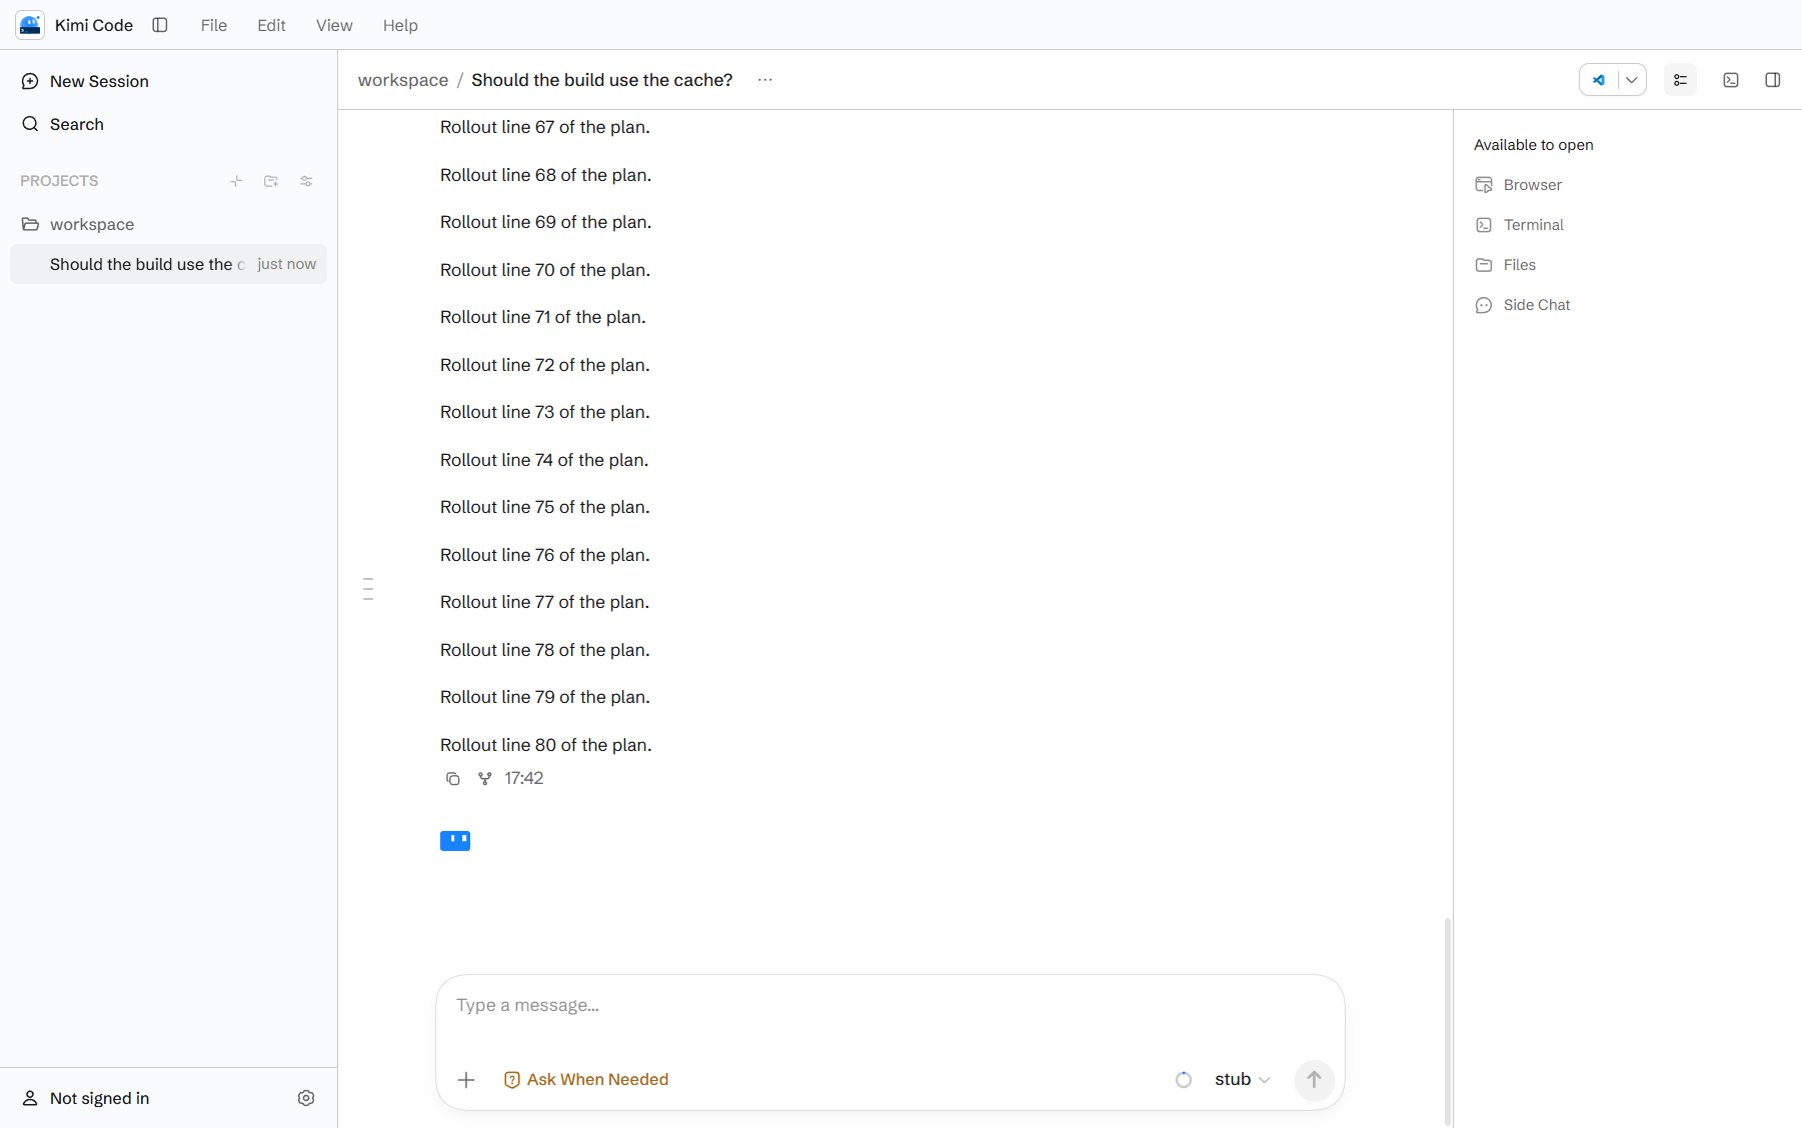 Kimi Code File Edit View Help
New Session
Search
PROJECTS
workspace
Should the build use the c just now
Not signed in
workspace / Should the build use the cache? ...
Rollout line 67 of the plan.
Rollout line 68 of the plan.
Rollout line 69 of the plan.
Rollout line 70 of the plan.
Rollout line 71 of the plan.
Rollout line 72 of the plan.
Rollout line 73 of the plan.
Rollout line 74 of the plan.
Rollout line 75 of the plan.
Rollout line 76 of the plan.
Rollout line 77 of the plan.
Rollout line 78 of the plan.
Rollout line 79 of the plan.
Rollout line 80 of the plan.
17:42
Type a message...
Ask When Needed
stub
Available to open
Browser
Terminal
Files
Side Chat